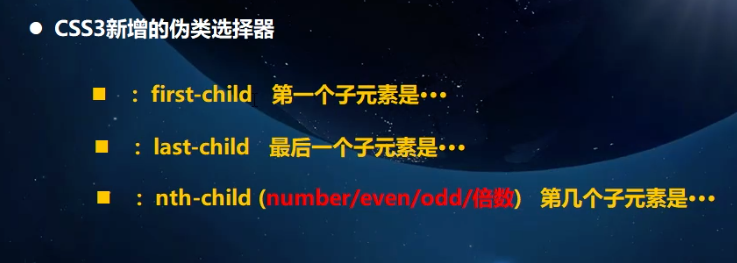 CSS3新增的伪类选择器
：first-child 第一个子元素是•••
：last-child 最后一个子元素是•••
：nth-child (number/even/odd/倍数) 第几个子元素是•••